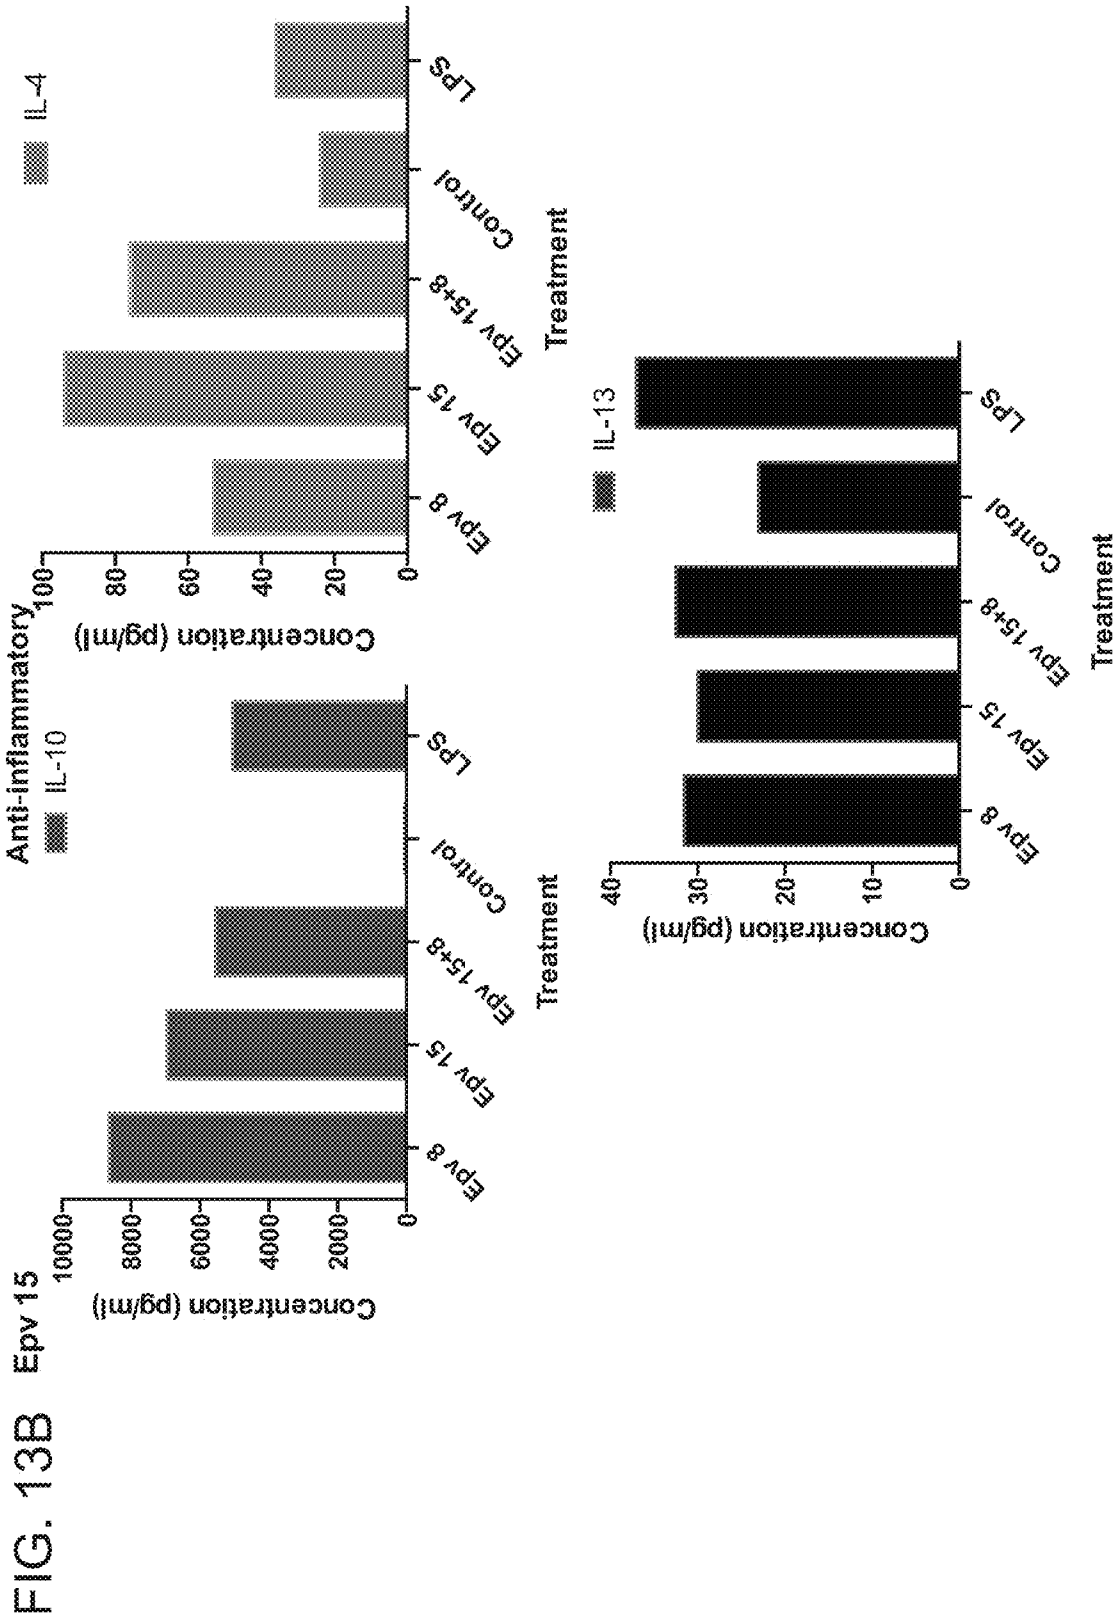 FIG. 13B Epv 15
Anti-inflammatory
IL-10
Concentration (pg/ml)
10000
8000
6000
4000
2000
0
Epv 8
Epv 15
Epv 15+8
Control
LPS
Treatment
IL-4
Concentration (pg/ml)
100
80
60
40
20
0
Epv 8
Epv 15
Epv 15+8
Control
LPS
Treatment
IL-13
Concentration (pg/ml)
40
30
20
10
0
Epv 8
Epv 15
Epv 15+8
Control
LPS
Treatment